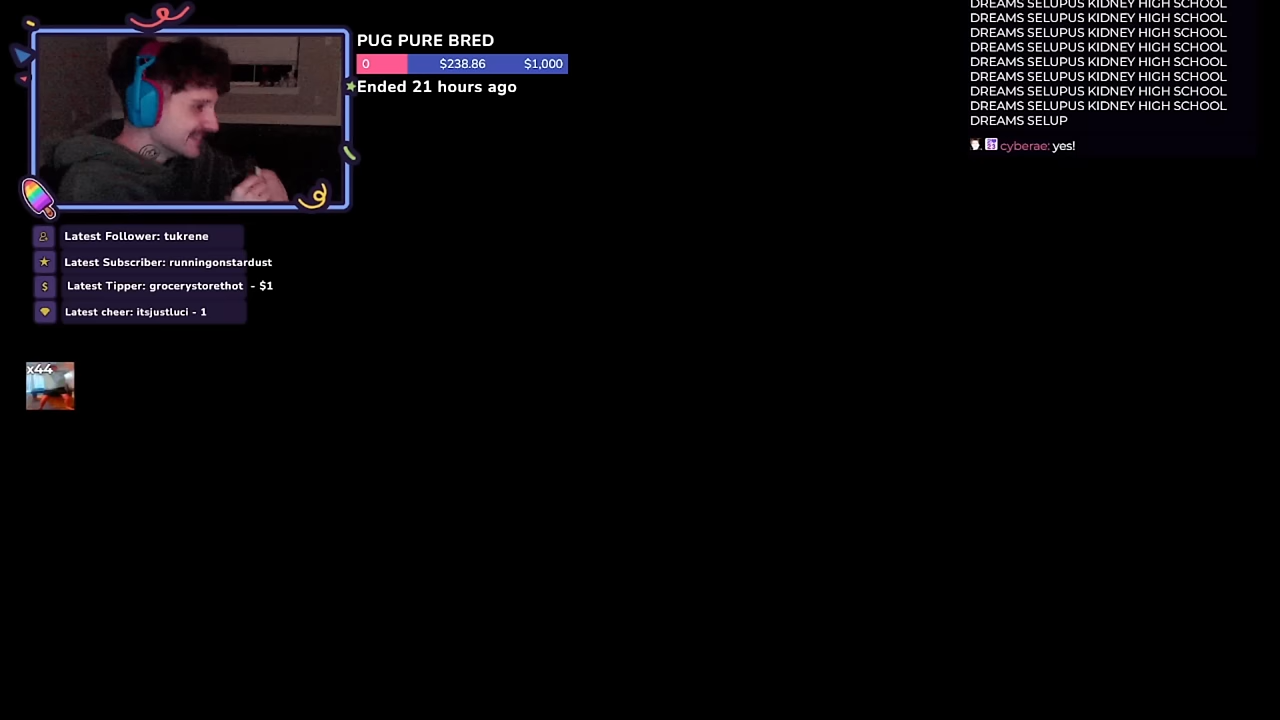 PUG PURE BRED
0 $238.86 $1,000
Ended 21 hours ago
Latest Follower: tukrene
Latest Subscriber: runningonstardust
Latest Tipper: grocerystorethot - $1
Latest cheer: itsjustluci - 1
x44
DREAMS SELUPUS KIDNEY HIGH SCHOOL
DREAMS SELUPUS KIDNEY HIGH SCHOOL
DREAMS SELUPUS KIDNEY HIGH SCHOOL
DREAMS SELUPUS KIDNEY HIGH SCHOOL
DREAMS SELUPUS KIDNEY HIGH SCHOOL
DREAMS SELUPUS KIDNEY HIGH SCHOOL
DREAMS SELUPUS KIDNEY HIGH SCHOOL
DREAMS SELUPUS KIDNEY HIGH SCHOOL
DREAMS SELUP
cyberae: yes!